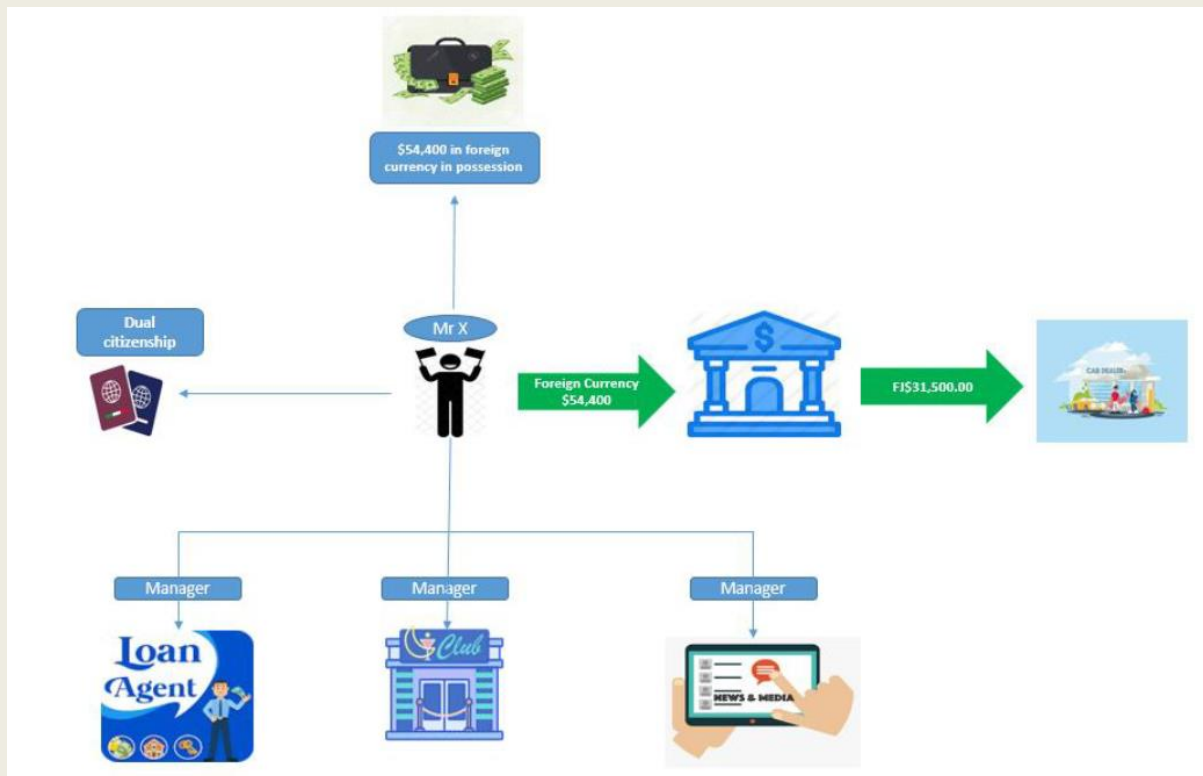 $54,400 in foreign
currency in possession
Dual
citizenship
Mr X
Foreign Currency
$54,400
$
FJ$31,500.00
CAR DEALER
Manager
Manager
Manager
Loan
Agent
Club
NEWS & MEDIA